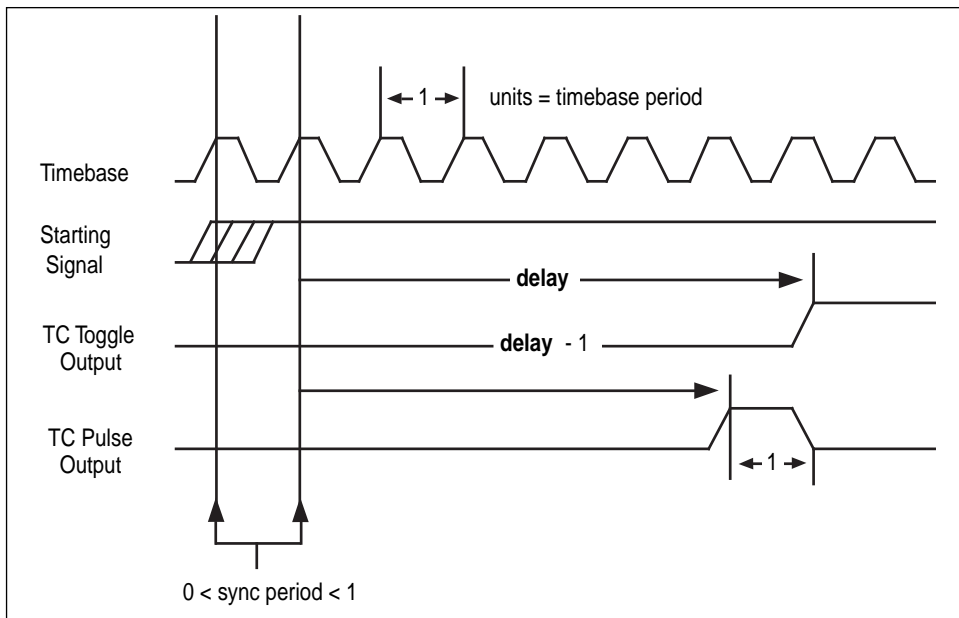 1 units = timebase period
Timebase
Starting
Signal
delay
TC Toggle
Output
delay - 1
TC Pulse
Output
1
0 < sync period < 1